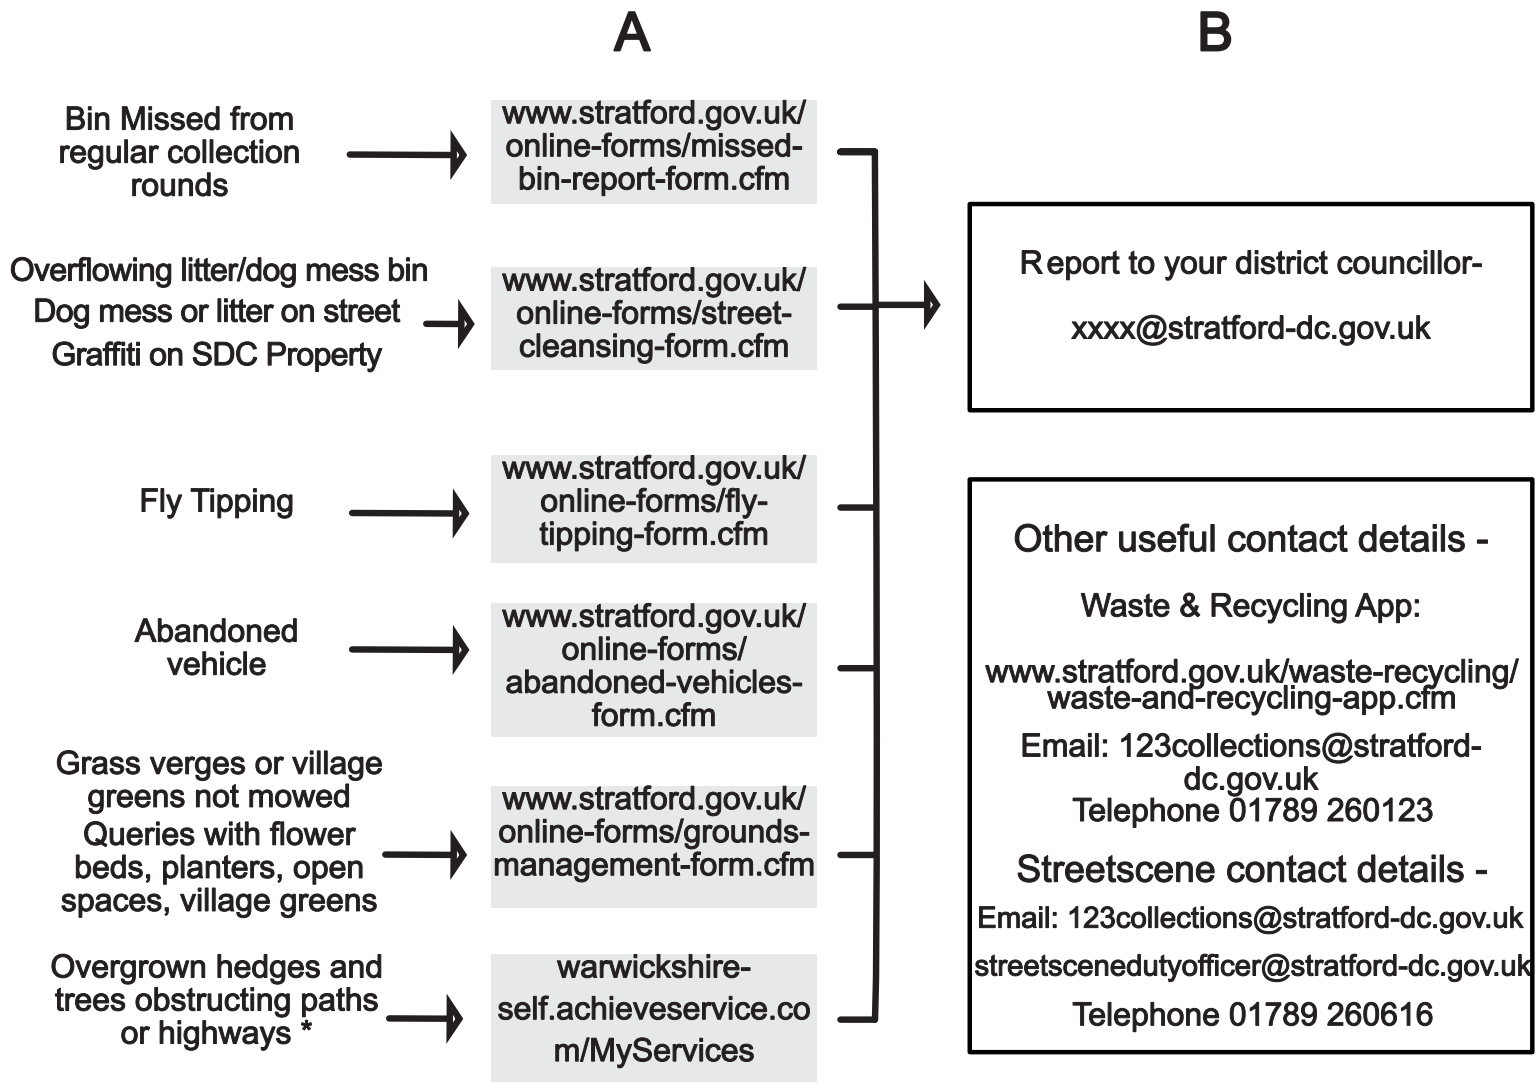 A
B
Bin Missed from
regular collection
rounds
www.stratford.gov.uk/
online-forms/missed-
bin-report-form.cfm
Overflowing litter/dog mess bin
Dog mess or litter on street
Graffiti on SDC Property
www.stratford.gov.uk/
online-forms/street-
cleansing-form.cfm
Fly Tipping
www.stratford.gov.uk/
online-forms/fly-
tipping-form.cfm
Abandoned
vehicle
www.stratford.gov.uk/
online-forms/
abandoned-vehicles-
form.cfm
Grass verges or village
greens not mowed
Queries with flower
beds, planters, open
spaces, village greens
www.stratford.gov.uk/
online-forms/grounds-
management-form.cfm
Overgrown hedges and
trees obstructing paths
or highways *
warwickshire-
self.achieveservice.co
m/MyServices
Report to your district councillor-
xxxx@stratford-dc.gov.uk
Other useful contact details -
Waste & Recycling App:
www.stratford.gov.uk/waste-recycling/
waste-and-recycling-app.cfm
Email: 123collections@stratford-
dc.gov.uk
Telephone 01789 260123
Streetscene contact details -
Email: 123collections@stratford-dc.gov.uk
streetscenedutyofficer@stratford-dc.gov.uk
Telephone 01789 260616